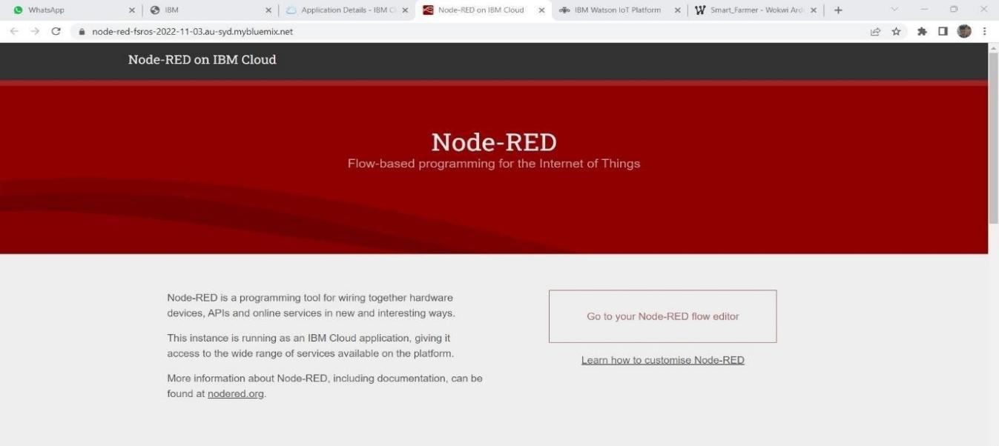 WhatsApp
IBM
Application Details - IBM C
Node-RED on IBM Cloud
IBM Watson IoT Platform
Smart_Farmer - Wokwi Ard
node-red-fsros-2022-11-03.au-syd.mybluemix.net
Node-RED on IBM Cloud
Node-RED
Flow-based programming for the Internet of Things
Node-RED is a programming tool for wiring together hardware
devices, APIs and online services in new and interesting ways.
This instance is running as an IBM Cloud application, giving it
access to the wide range of services available on the platform.
More information about Node-RED, including documentation, can be
found at nodered.org.
Go to your Node-RED flow editor
Learn how to customise Node-RED